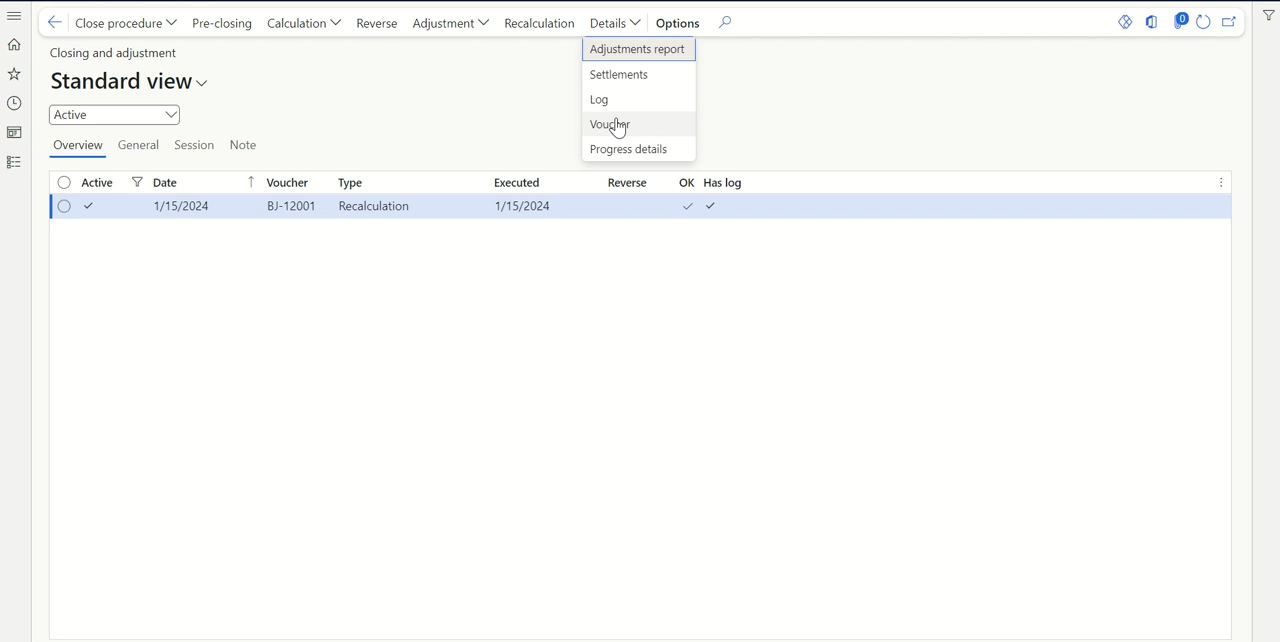 Close procedure Pre-closing Calculation Reverse Adjustment Recalculation Details Options 0
Adjustments report
Settlements
Log
Voucher
Progress details
Closing and adjustment
Standard view
Active
Overview General Session Note
Active Date Voucher Type Executed Reverse OK Has log
1/15/2024 BJ-12001 Recalculation 1/15/2024